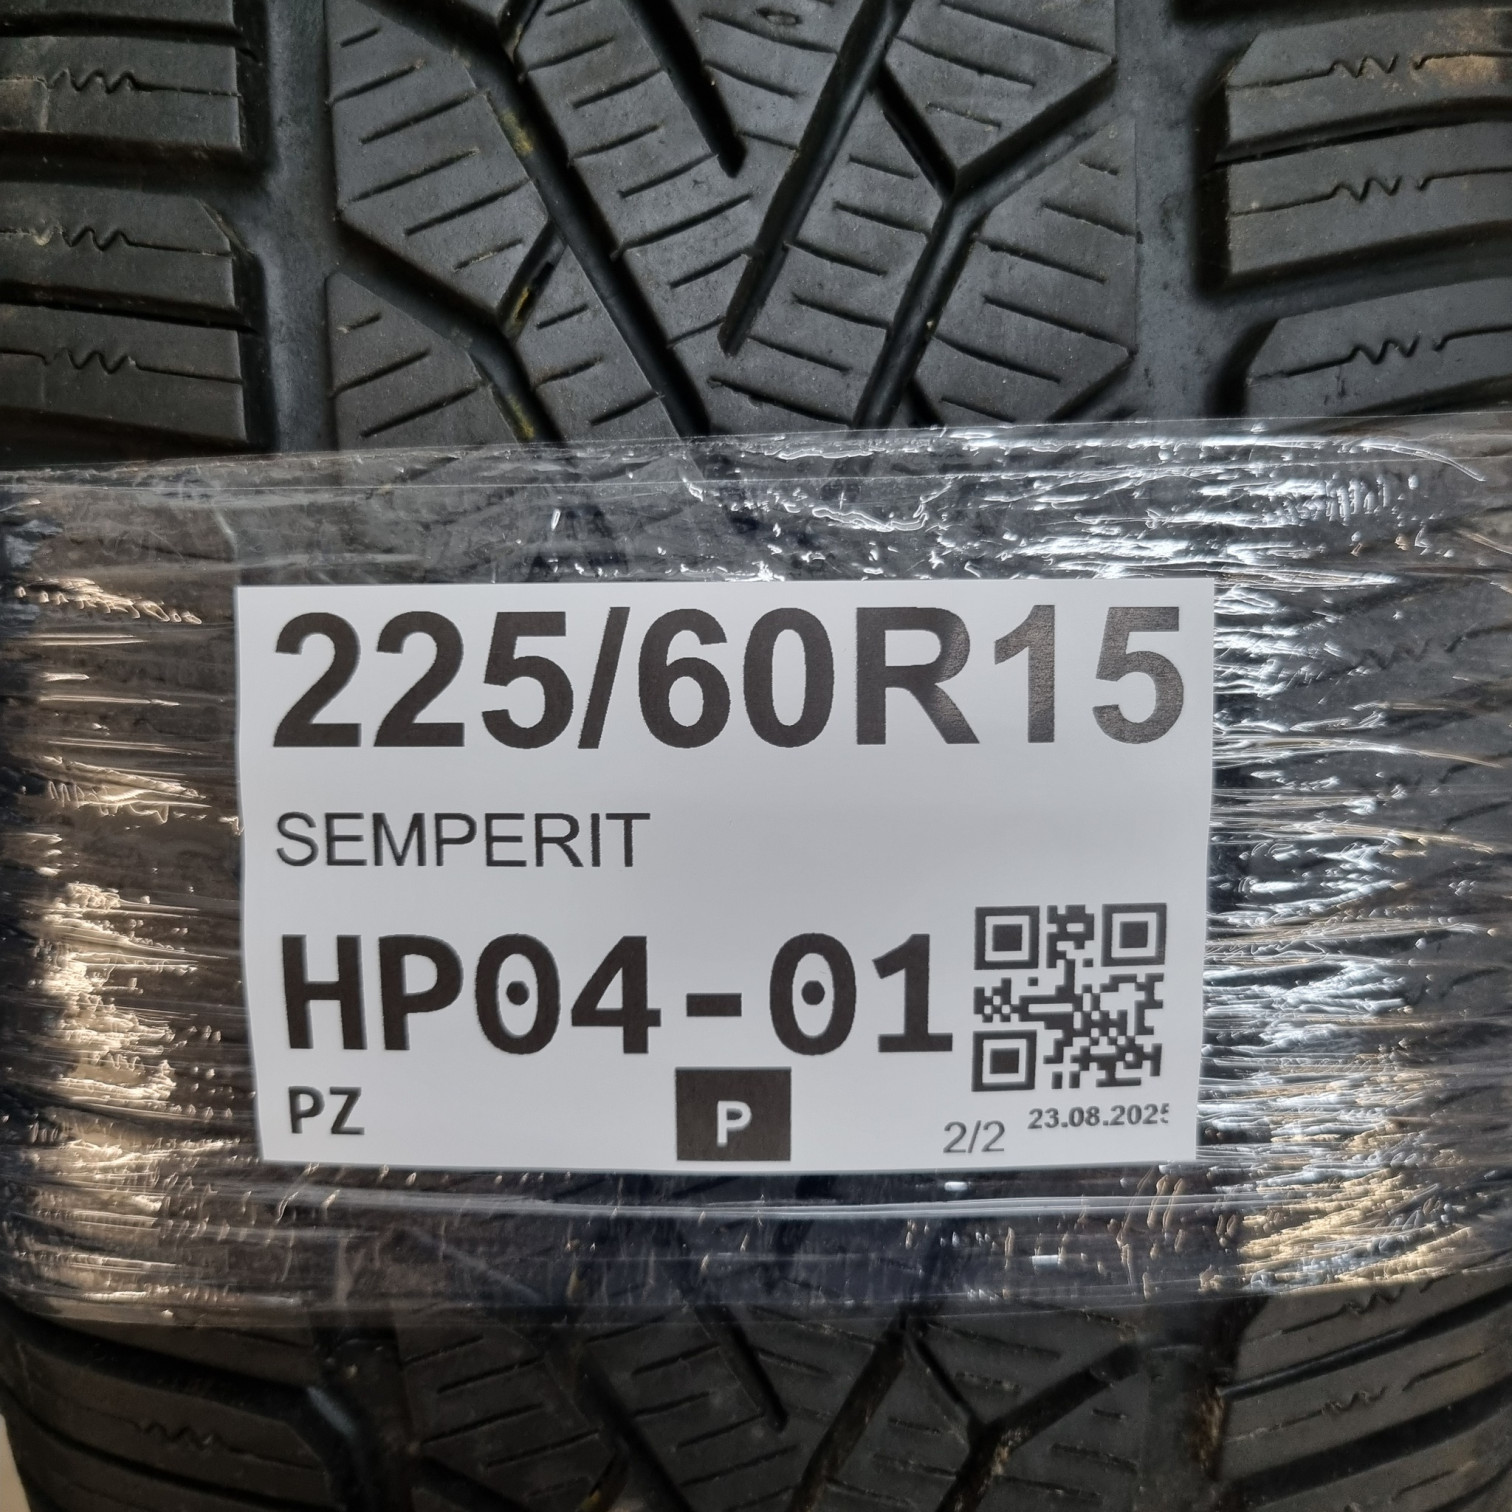 225/60R15
SEMPERIT
HP04-01
PZ
P
2/2
23.08.2025